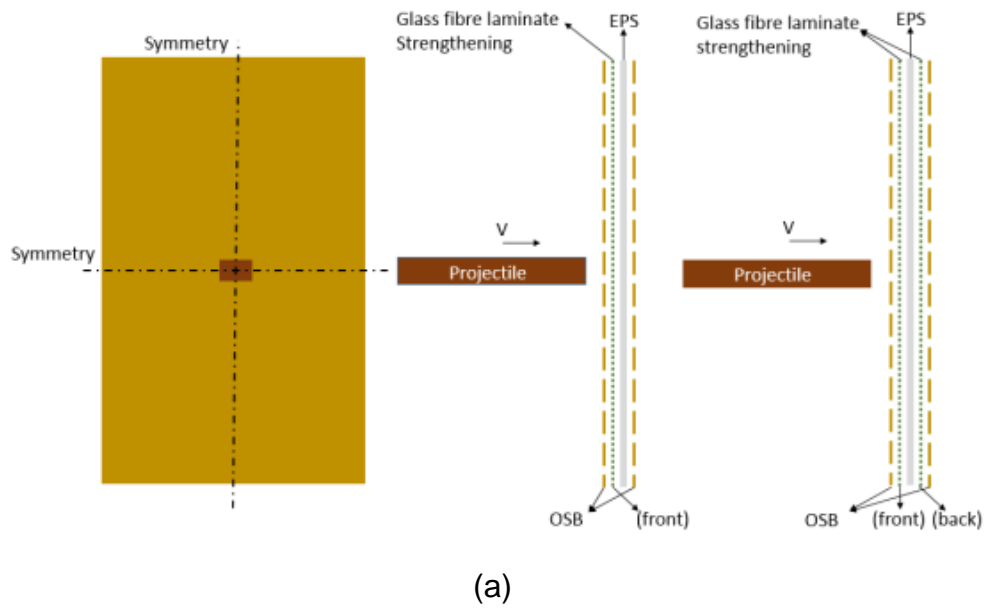 Symmetry
Symmetry
Glass fibre laminate
Strengthening
EPS
V
Projectile
OSB
(front)
Glass fibre laminate
strengthening
EPS
V
Projectile
OSB
(front)
(back)
(a)